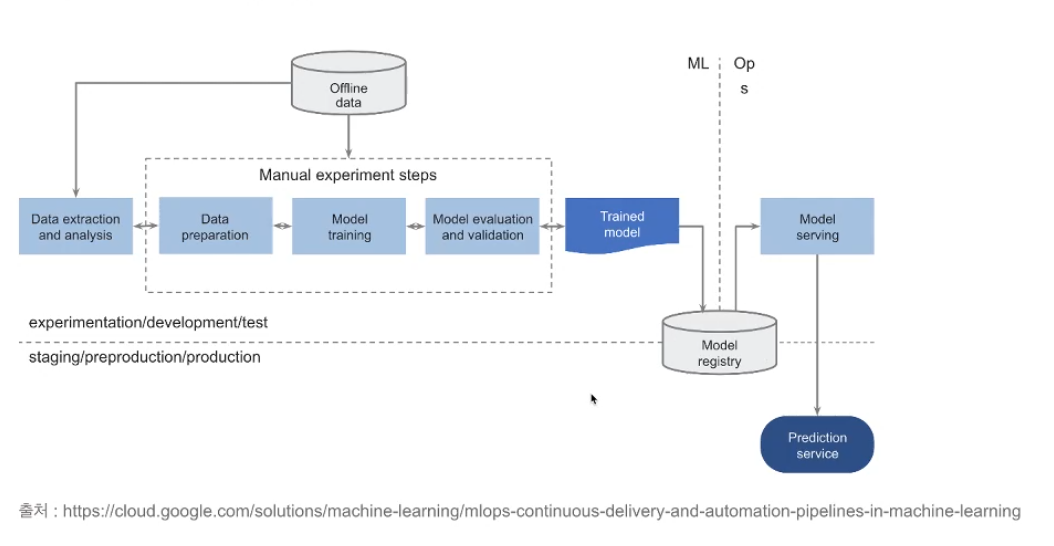 Offline
data
ML
Op
s
Manual experiment steps
Data extraction
and analysis
Data
preparation
Model
training
Model evaluation
and validation
Trained
model
Model
serving
experimentation/development/test
staging/preproduction/production
Model
registry
Prediction
service
출처 : https://cloud.google.com/solutions/machine-learning/mlops-continuous-delivery-and-automation-pipelines-in-machine-learning